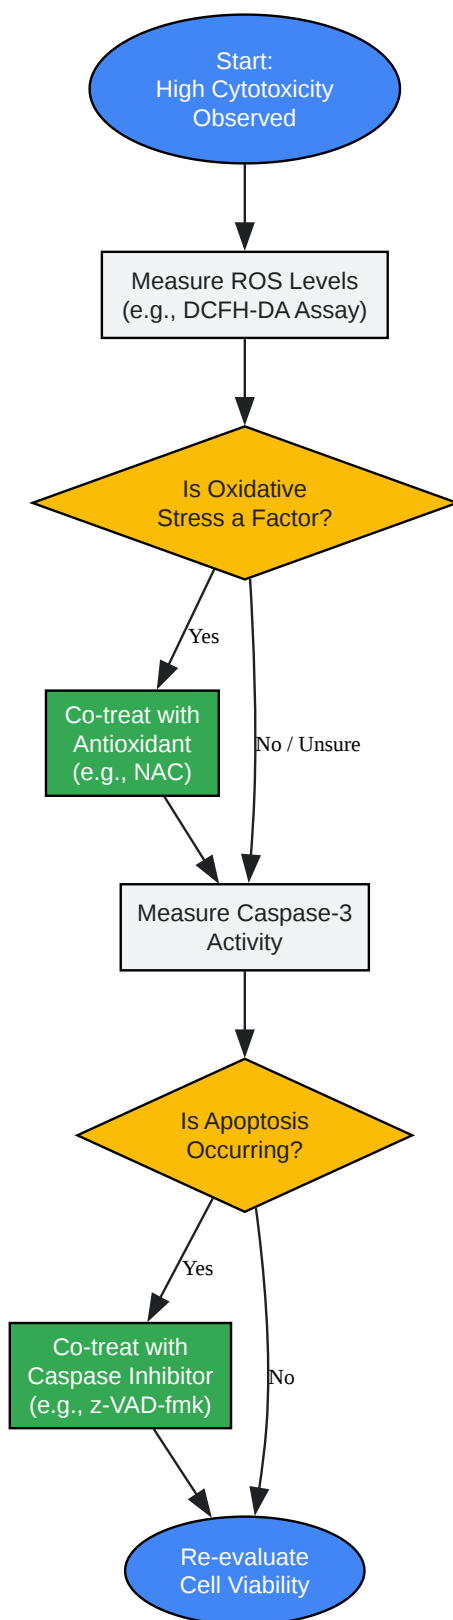 Start:
High Cytotoxicity
Observed
Measure ROS Levels
(e.g., DCFH-DA Assay)
Is Oxidative
Stress a Factor?
Yes
Co-treat with
Antioxidant
(e.g., NAC)
No / Unsure
Measure Caspase-3
Activity
Is Apoptosis
Occurring?
Yes
Co-treat with
Caspase Inhibitor
(e.g., z-VAD-fmk)
No
Re-evaluate
Cell Viability